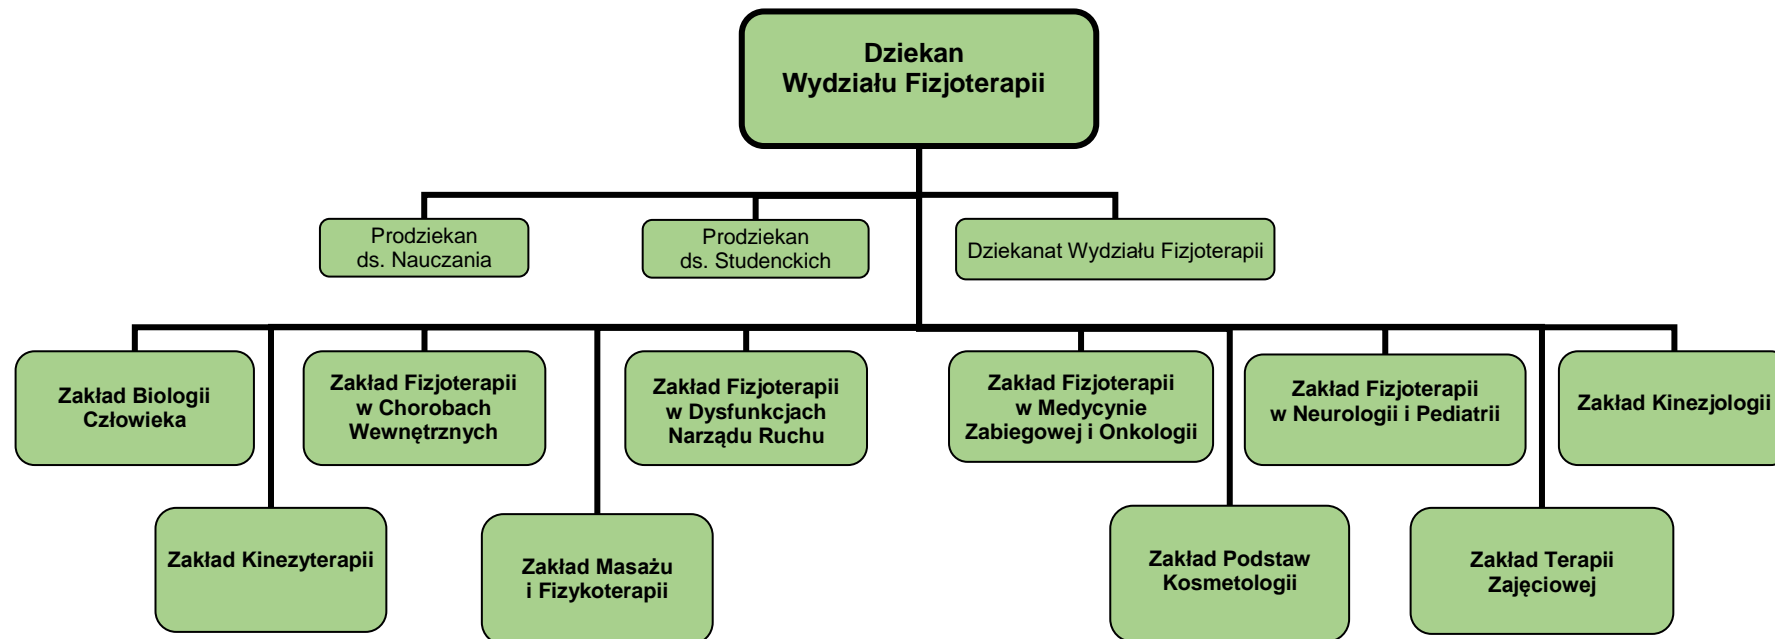 Dziekan
Wydziału Fizjoterapii
Prodziekan
ds. Nauczania
Prodziekan
ds. Studenckich
Dziekanat Wydziału Fizjoterapii
Zakład Biologii
Człowieka
Zakład Fizjoterapii
w Chorobach
Wewnętrznych
Zakład Fizjoterapii
w Dysfunkcjach
Narządu Ruchu
Zakład Fizjoterapii
w Medycynie
Zabiegowej i Onkologii
Zakład Fizjoterapii
w Neurologii i Pediatrii
Zakład Kinezjologii
Zakład Kinezyterapii
Zakład Masażu
i Fizykoterapii
Zakład Podstaw
Kosmetologii
Zakład Terapii
Zajęciowej